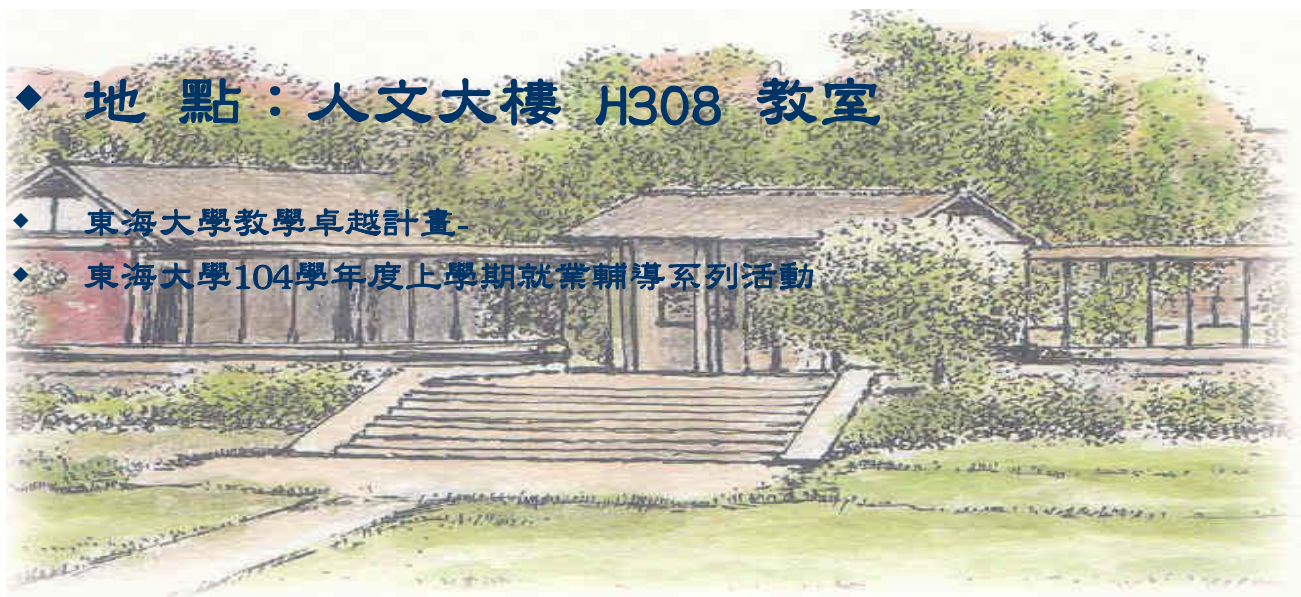 ◆ 地 點：人文大樓 H308 教室
◆ 東海大學教學卓越計畫-
◆ 東海大學104學年度上學期就業輔導系列活動